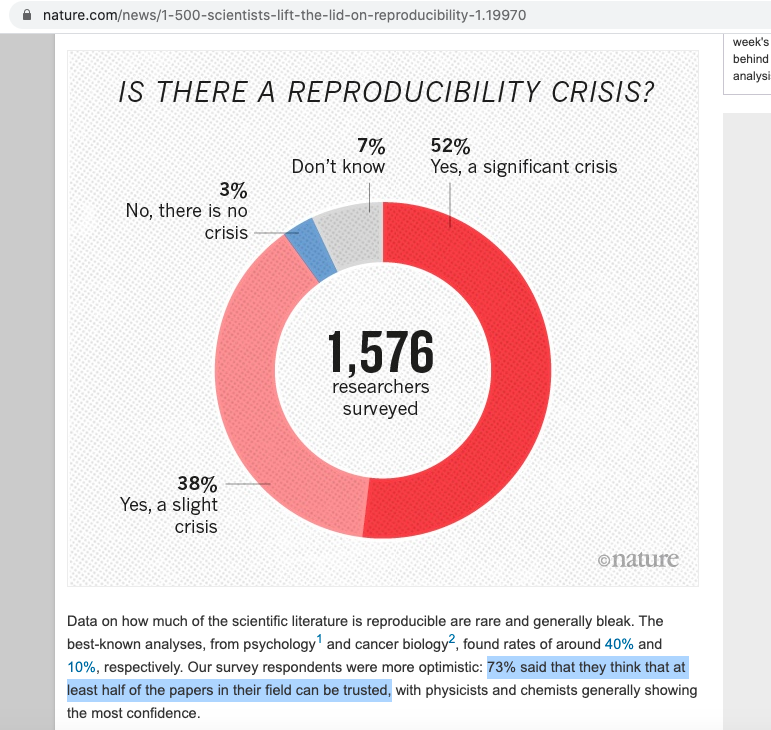 nature.com/news/1-500-scientists-lift-the-lid-on-reproducibility-1.19970
week's
behind
analysi
IS THERE A REPRODUCIBILITY CRISIS?
7%
Don't know
52%
Yes, a significant crisis
3%
No, there is no
crisis
1,576
researchers
surveyed
38%
Yes, a slight
crisis
©nature
Data on how much of the scientific literature is reproducible are rare and generally bleak. The
best-known analyses, from psychology1 and cancer biology2, found rates of around 40% and
10%, respectively. Our survey respondents were more optimistic: 73% said that they think that at
least half of the papers in their field can be trusted, with physicists and chemists generally showing
the most confidence.